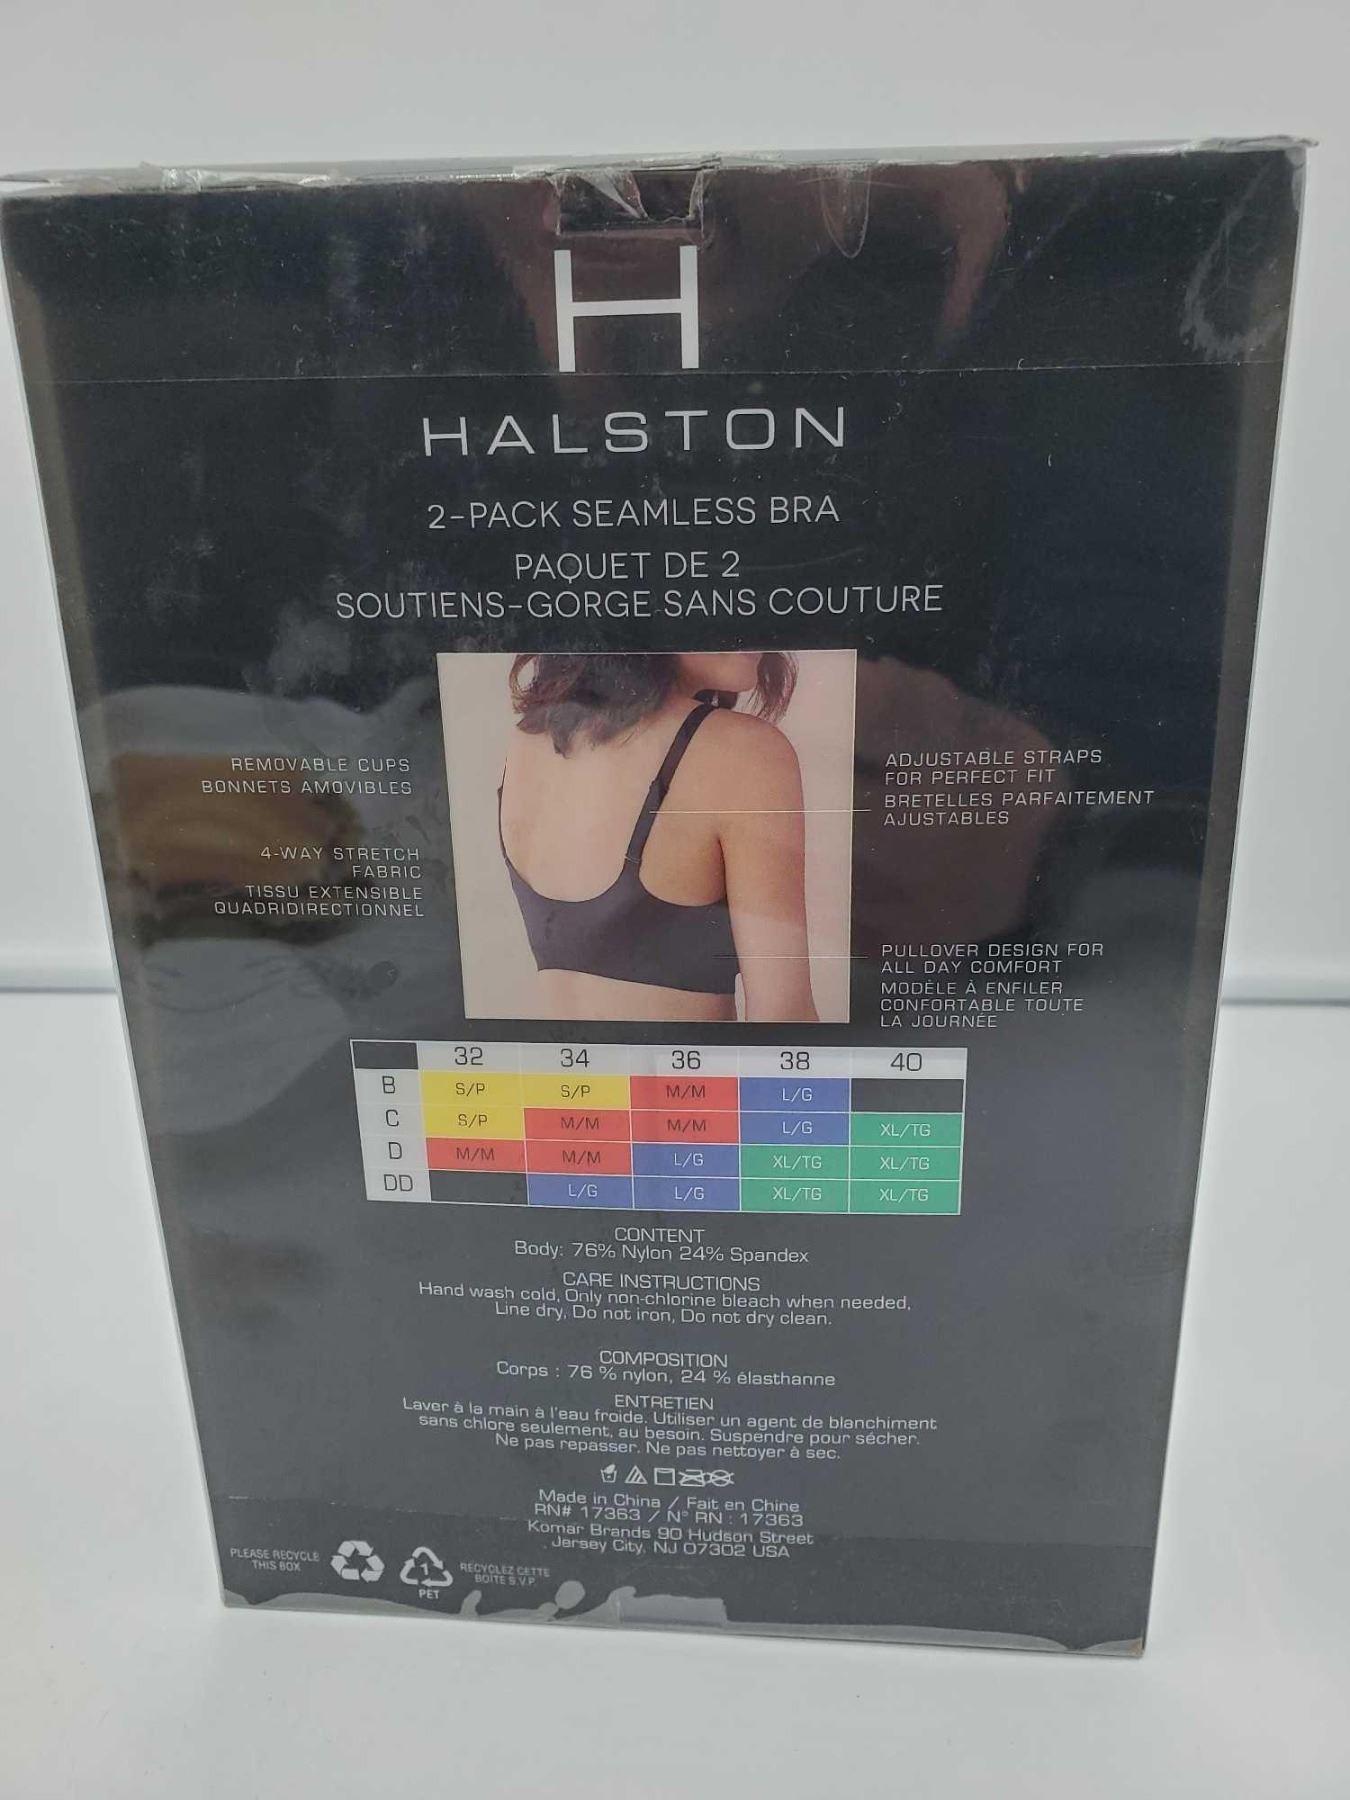 H
HALSTON
2-PACK SEAMLESS BRA
PAQUET DE 2
SOUTIENS-GORGE SANS COUTURE
REMOVABLE CUPS
BONNETS AMOVIBLES
4-WAY STRETCH
FABRIC
TISSU EXTENSIBLE
QUADRIDIRECTIONNEL
ADJUSTABLE STRAPS
FOR PERFECT FIT
BRETELLES PARFAITEMENT
AJUSTABLES
PULLOVER DESIGN FOR
ALL DAY COMFORT
MODÈLE À ENFILER
CONFORTABLE TOUTE
LA JOURNÉE
32 34 36 38 40
B S/P S/P M/M L/G
C S/P M/M M/M L/G XL/TG
D M/M M/M L/G XL/TG XL/TG
DD L/G L/G XL/TG XL/TG
CONTENT
Body: 76% Nylon 24% Spandex
CARE INSTRUCTIONS
Hand wash cold, Only non-chlorine bleach when needed,
Line dry, Do not iron, Do not dry clean.
COMPOSITION
Corps : 76 % nylon, 24 % élasthanne
ENTRETIEN
Laver à la main à l'eau froide. Utiliser un agent de blanchiment
sans chlore seulement, au besoin. Suspendre pour sécher.
Ne pas repasser. Ne pas nettoyer à sec.
Made in China / Fait en Chine
RN# 17363 / N° RN : 17363
Komar Brands 90 Hudson Street
Jersey City, NJ 07302 USA
PLEASE RECYCLE
THIS BOX
1
PET
RECYCLEZ CETTE
BOÎTE S.V.P.